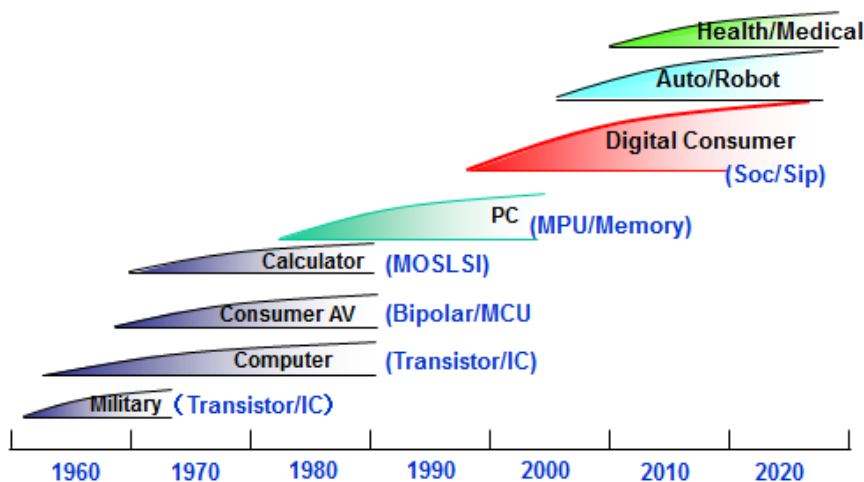 Health/Medical
Auto/Robot
Digital Consumer
(Soc/Sip)
PC
(MPU/Memory)
Calculator (MOSLSI)
Consumer AV (Bipolar/MCU
Computer (Transistor/IC)
Military （Transistor/IC）
1960 1970 1980 1990 2000 2010 2020